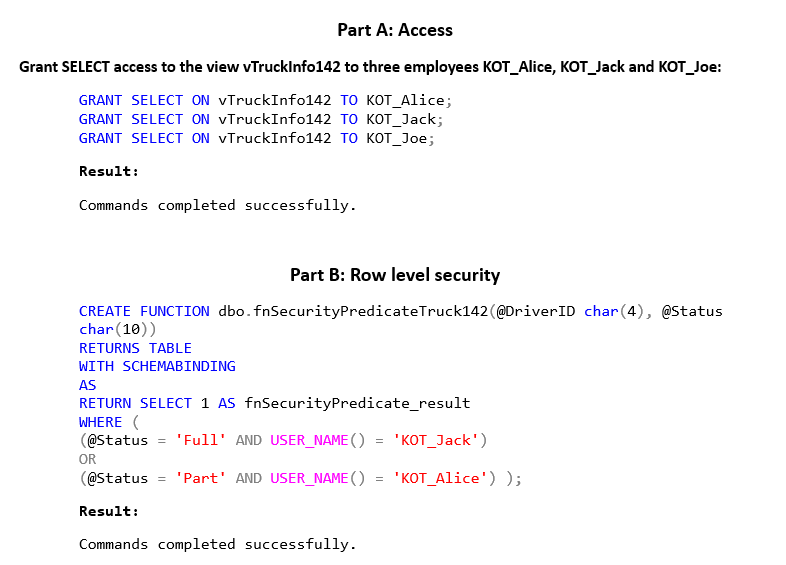 Part A: Access
Grant SELECT access to the view vTruckInfo142 to three employees KOT_Alice, KOT_Jack and KOT_Joe:
GRANT SELECT ON vTruckInfo142 TO KOT_Alice;
GRANT SELECT ON vTruckInfo142 TO KOT_Jack;
GRANT SELECT ON vTruckInfo142 TO KOT_Joe;
Result:
Commands completed successfully.
Part B: Row level security
CREATE FUNCTION dbo.fnSecurityPredicateTruck142(@DriverID char(4), @Status
char(10))
RETURNS TABLE
WITH SCHEMABINDING
AS
RETURN SELECT 1 AS fnSecurityPredicate_result
WHERE (
(@Status = 'Full' AND USER_NAME() = 'KOT_Jack')
OR
(@Status = 'Part' AND USER_NAME() = 'KOT_Alice') );
Result:
Commands completed successfully.